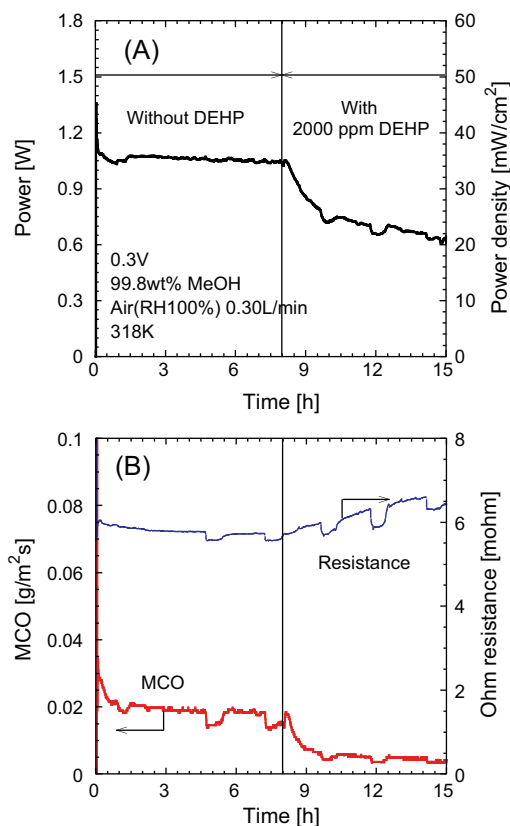 (A)
1.8
1.5
1.2
0.9
0.6
0.3
0
Power [W]
60
50
40
30
20
10
0
Power density [mW/cm²]
Without DEHP
With
2000 ppm DEHP
0.3V
99.8wt% MeOH
Air(RH100%) 0.30L/min
318K
0 3 6 9 12 15
Time [h]
(B)
0.1
0.08
0.06
0.04
0.02
0
MCO [g/m²s]
8
6
4
2
0
Ohm resistance [mohm]
Resistance
MCO
0 3 6 9 12 15
Time [h]